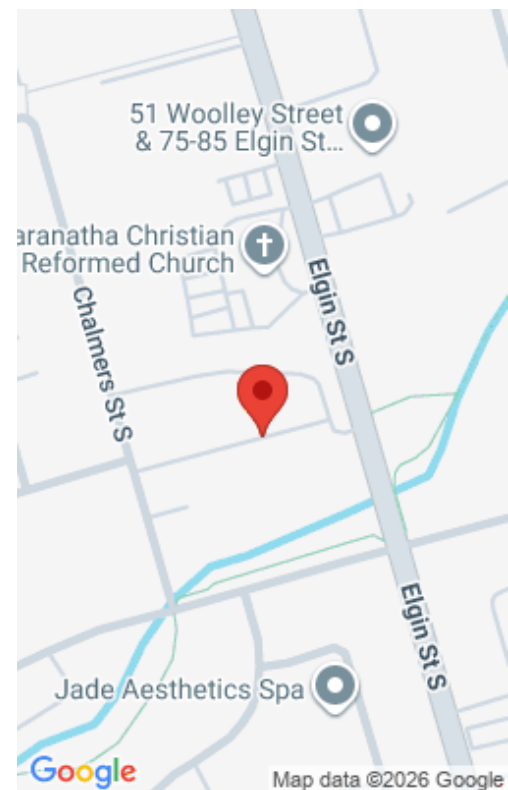 51 Woolley Street
& 75-85 Elgin St...
aranatha Christian
Reformed Church
Elgin St S
Chalmers St S
Elgin St S
Jade Aesthetics Spa
Google
Map data ©2026 Google